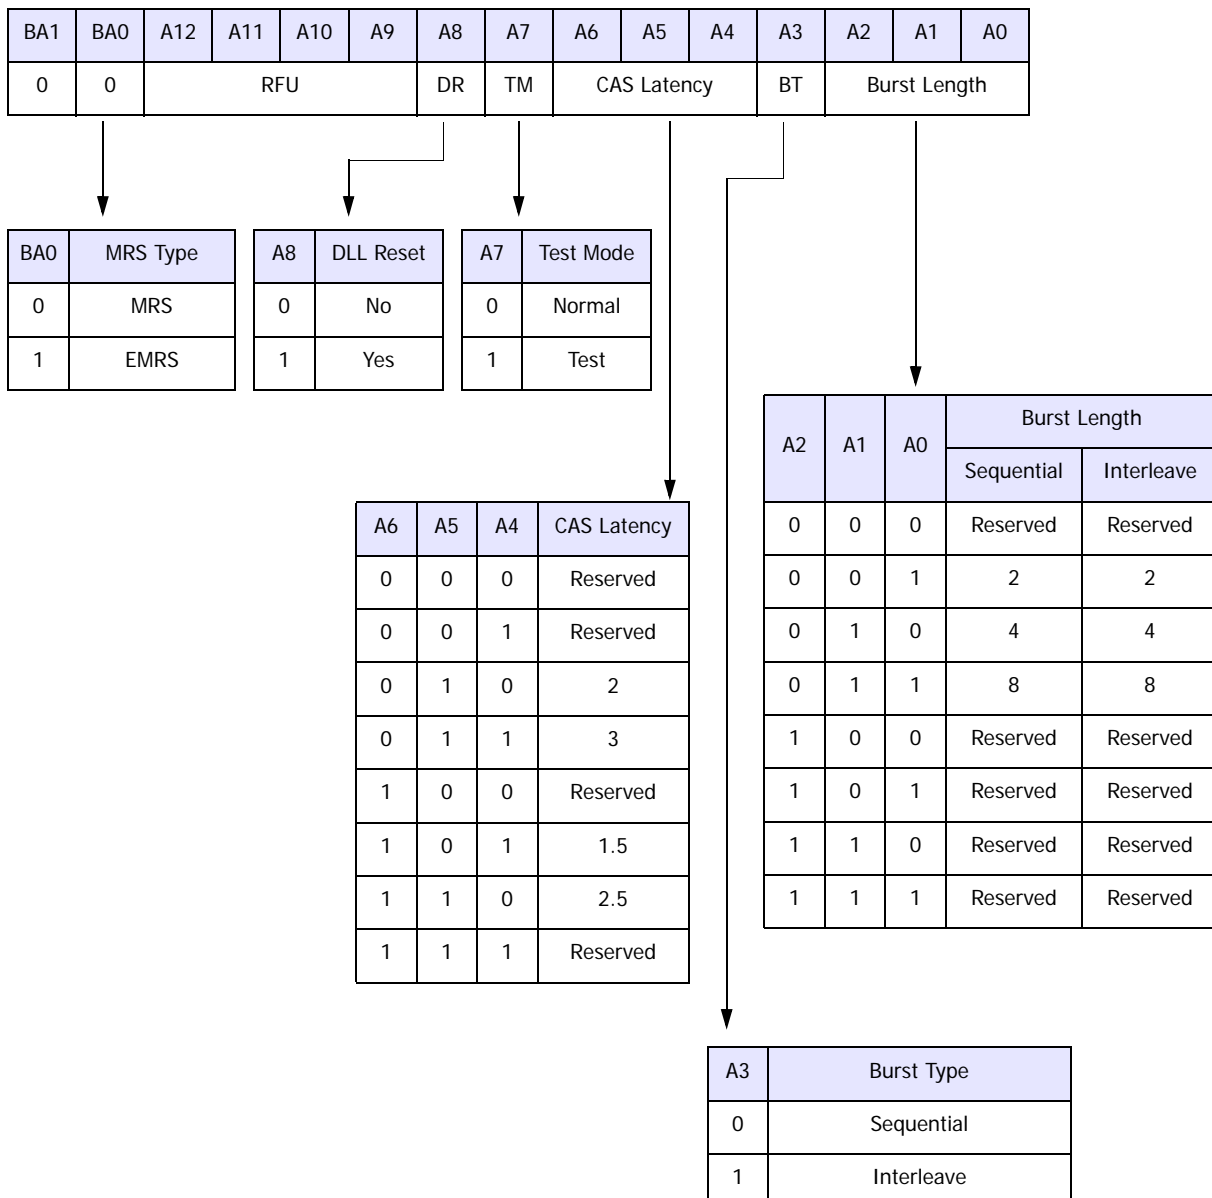 BA1 BA0 A12 A11 A10 A9 A8 A7 A6 A5 A4 A3 A2 A1 A0
0 0 RFU DR TM CAS Latency BT Burst Length
BA0 MRS Type
0 MRS
1 EMRS
A8 DLL Reset
0 No
1 Yes
A7 Test Mode
0 Normal
1 Test
A6 A5 A4 CAS Latency
0 0 0 Reserved
0 0 1 Reserved
0 1 0 2
0 1 1 3
1 0 0 Reserved
1 0 1 1.5
1 1 0 2.5
1 1 1 Reserved
A2 A1 A0 Burst Length
Sequential Interleave
0 0 0 Reserved Reserved
0 0 1 2 2
0 1 0 4 4
0 1 1 8 8
1 0 0 Reserved Reserved
1 0 1 Reserved Reserved
1 1 0 Reserved Reserved
1 1 1 Reserved Reserved
A3 Burst Type
0 Sequential
1 Interleave